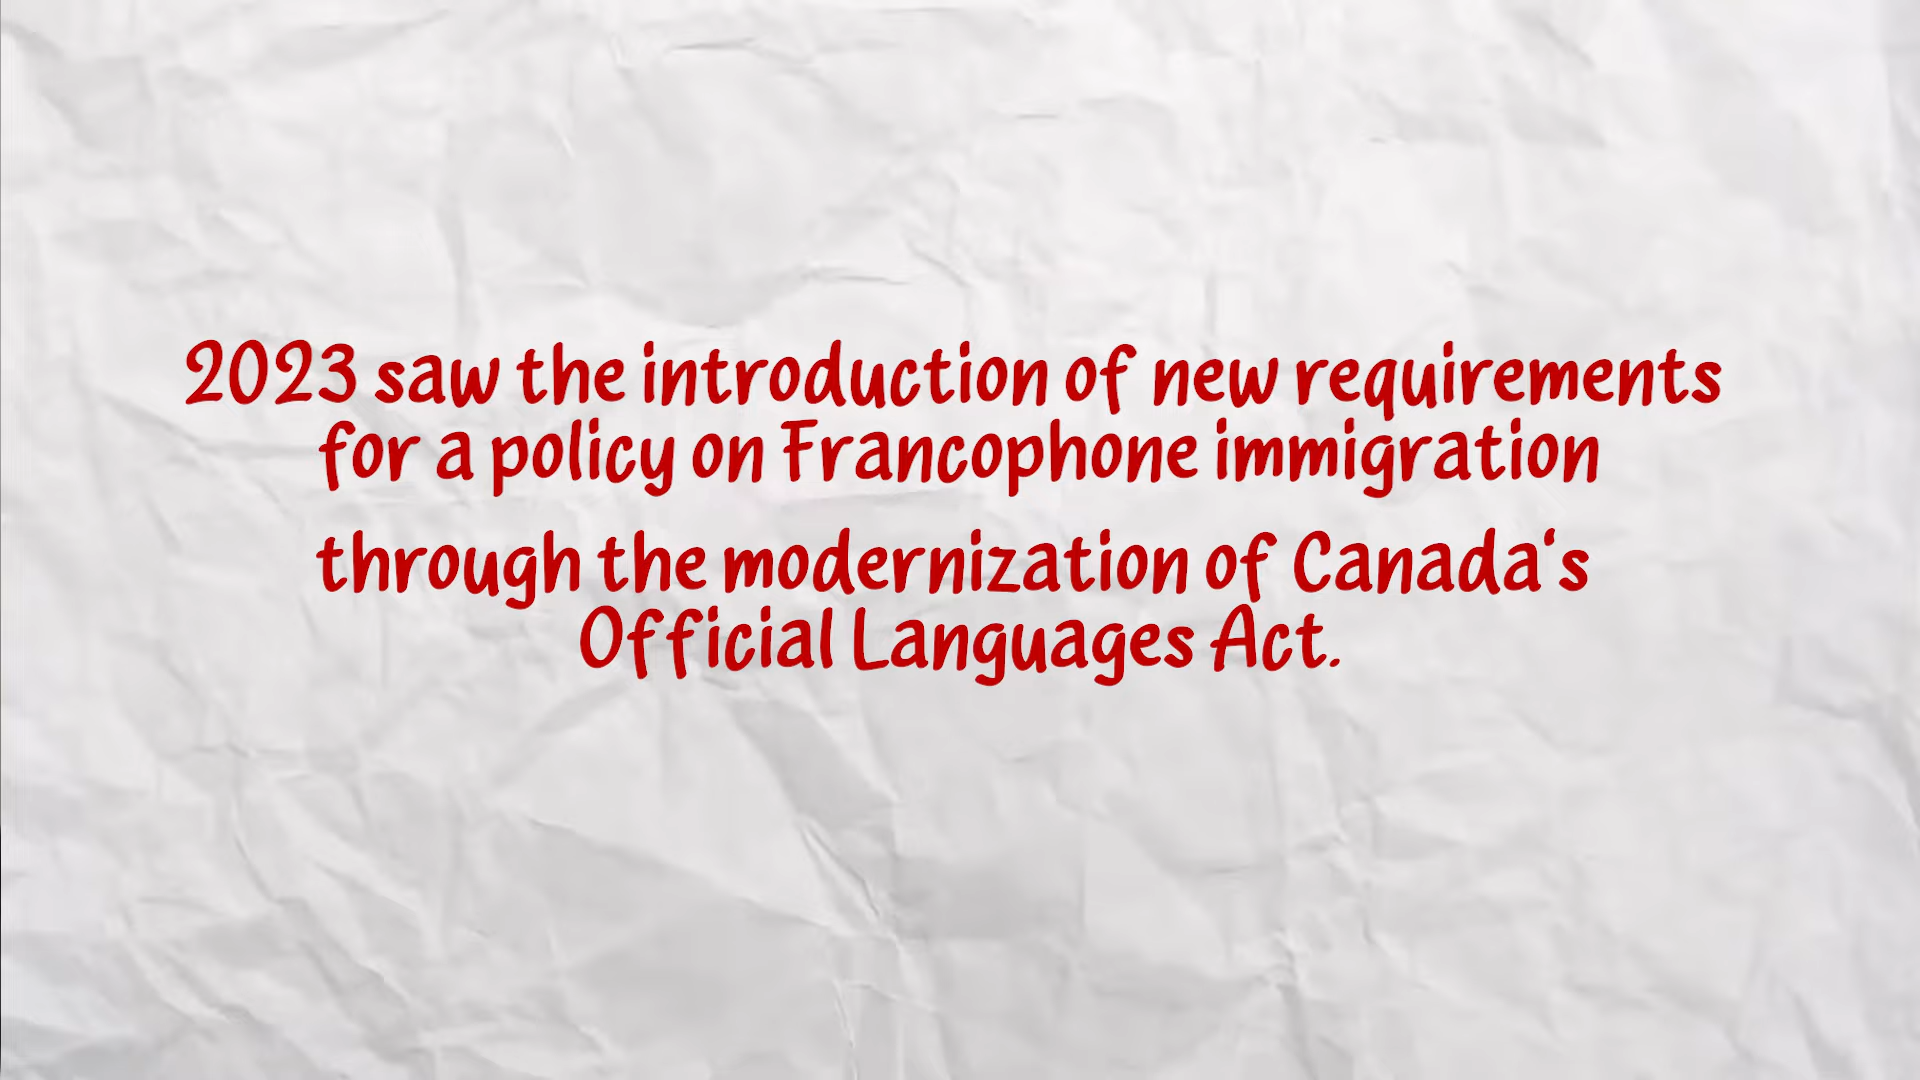 2023 saw the introduction of new requirements
for a policy on Francophone immigration
through the modernization of Canada‘s
Official Languages Act.